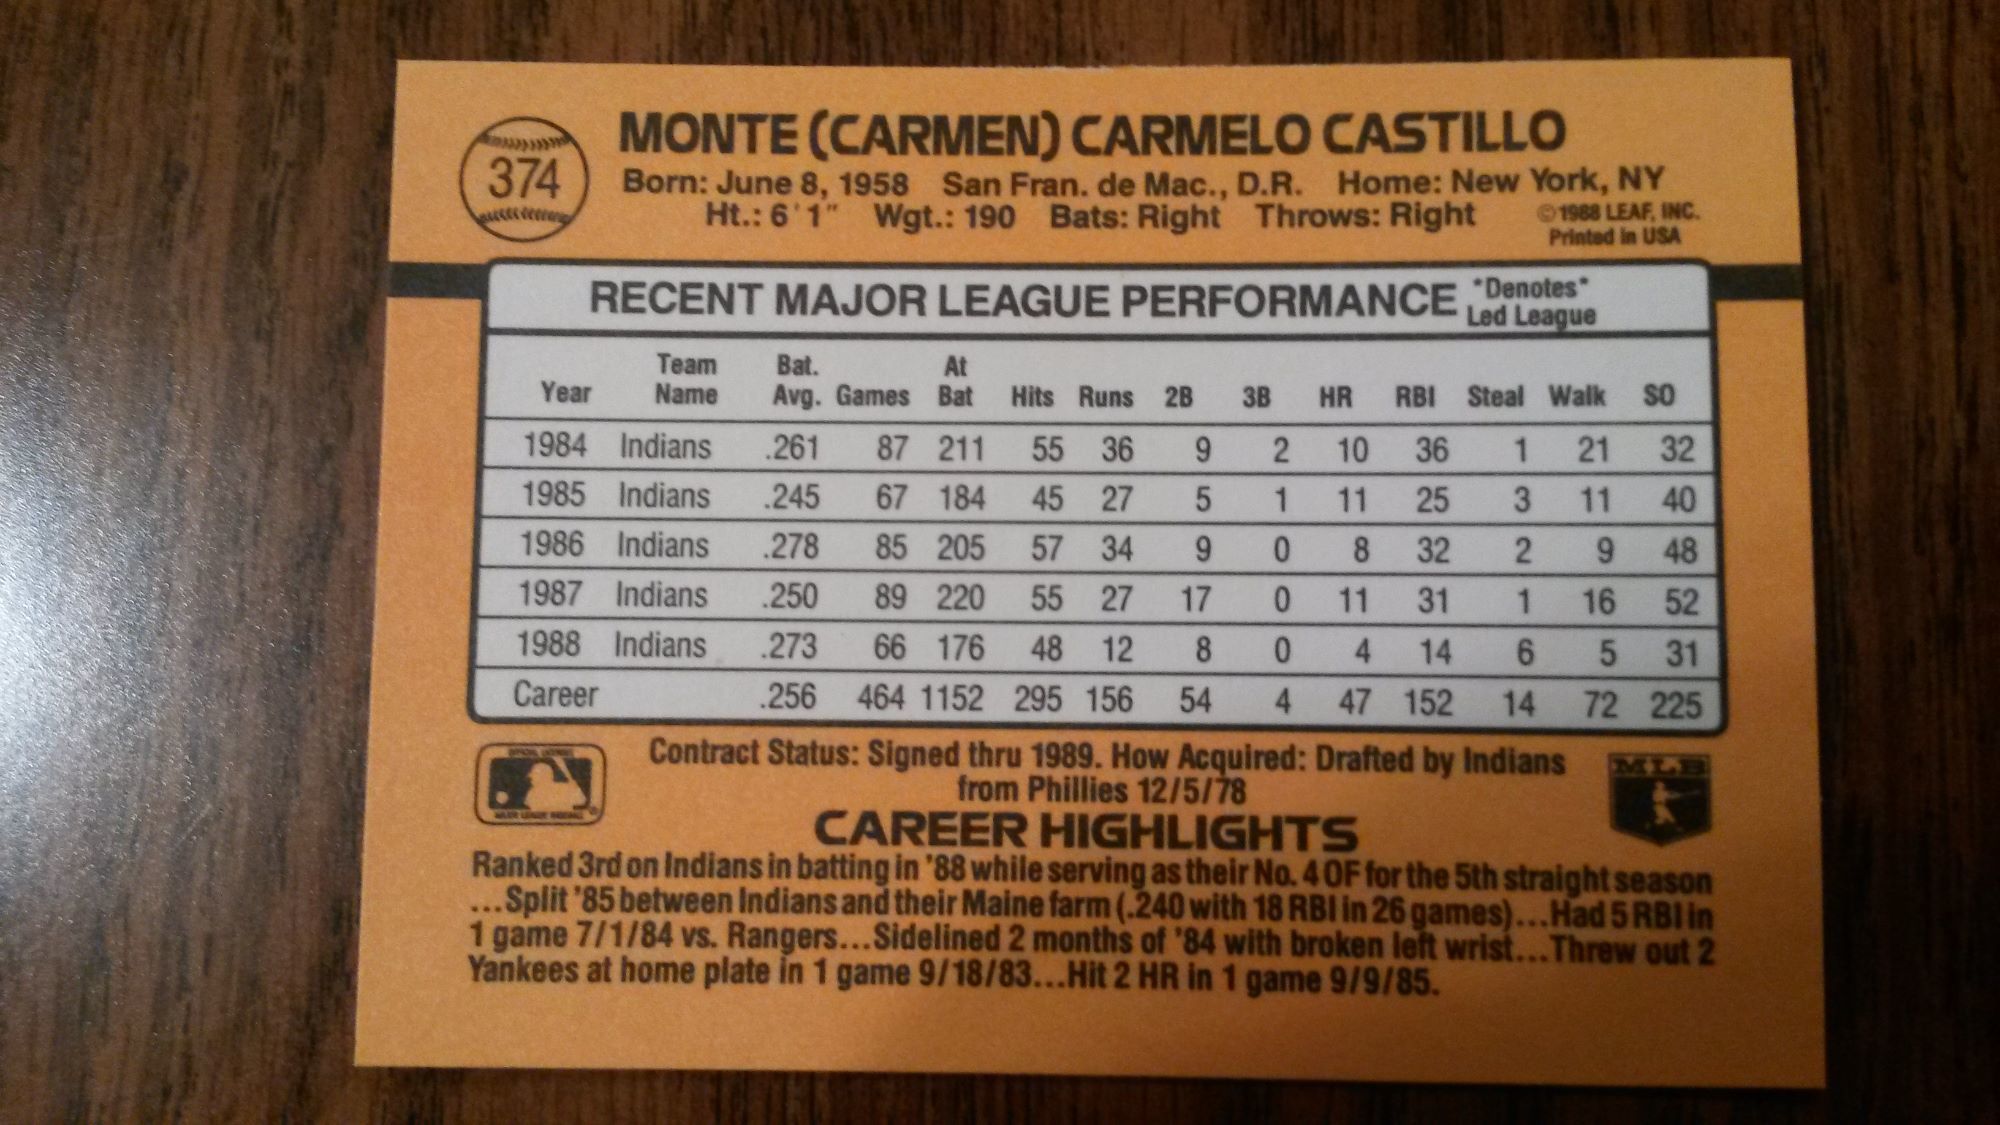 374
MONTE (CARMEN) CARMELO CASTILLO
Born: June 8, 1958 San Fran. de Mac., D.R. Home: New York, NY
Ht.: 6'1" Wgt.: 190 Bats: Right Throws: Right
©1988 LEAF, INC.
Printed in USA
RECENT MAJOR LEAGUE PERFORMANCE *Denotes*
Led League
Year Team Name Bat. Avg. Games At Bat Hits Runs 2B 3B HR RBI Steal Walk SO
1984 Indians .261 87 211 55 36 9 2 10 36 1 21 32
1985 Indians .245 67 184 45 27 5 1 11 25 3 11 40
1986 Indians .278 85 205 57 34 9 0 8 32 2 9 48
1987 Indians .250 89 220 55 27 17 0 11 31 1 16 52
1988 Indians .273 66 176 48 12 8 0 4 14 6 5 31
Career .256 464 1152 295 156 54 4 47 152 14 72 225
Contract Status: Signed thru 1989. How Acquired: Drafted by Indians
from Phillies 12/5/78
MLB
CAREER HIGHLIGHTS
Ranked 3rd on Indians in batting in '88 while serving as their No. 4 OF for the 5th straight season
...Split '85 between Indians and their Maine farm (.240 with 18 RBI in 26 games)...Had 5 RBI in
1 game 7/1/84 vs. Rangers...Sidelined 2 months of '84 with broken left wrist...Threw out 2
Yankees at home plate in 1 game 9/18/83...Hit 2 HR in 1 game 9/9/85.